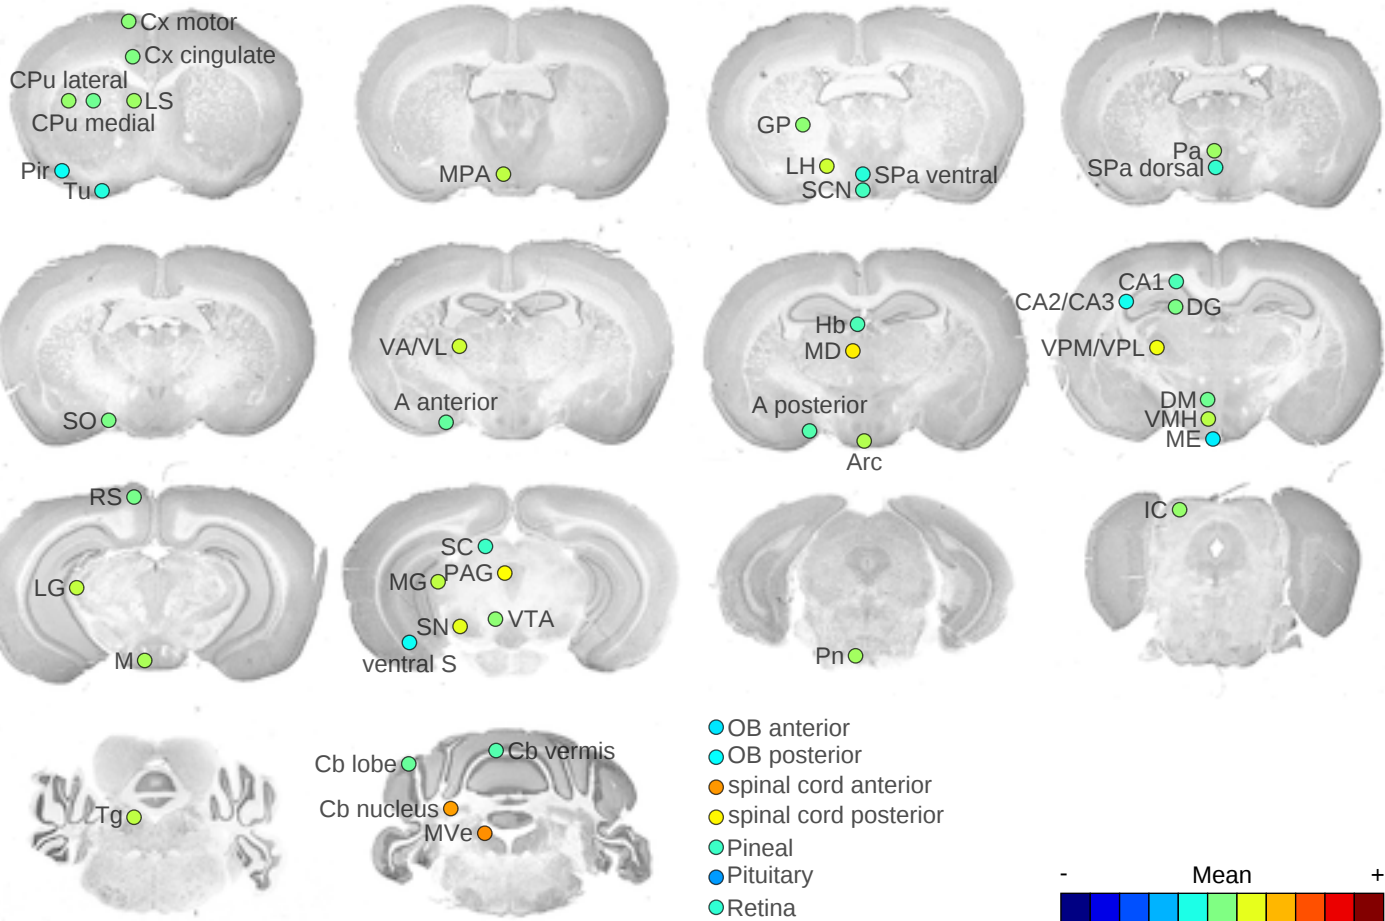 Cx motor
Cx cingulate
CPu lateral
LS
CPu medial
Pir
Tu
MPA
GP
LH
SPa ventral
SCN
Pa
SPa dorsal
SO
VA/VL
A anterior
Hb
MD
A posterior
Arc
CA1
CA2/CA3
DG
VPM/VPL
DM
VMH
ME
RS
LG
M
SC
PAG
MG
VTA
SN
ventral S
Pn
IC
Tg
Cb lobe
Cb vermis
Cb nucleus
MVe
OB anterior
OB posterior
spinal cord anterior
spinal cord posterior
Pineal
Pituitary
Retina
- Mean +